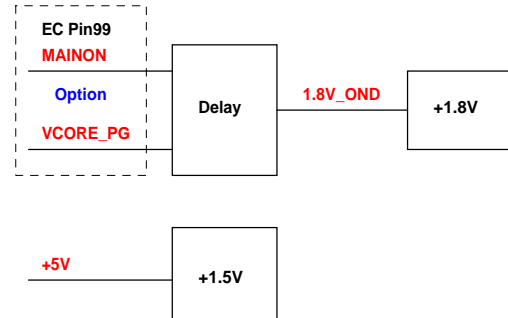 EC Pin99
MAINON
Option
VCORE_PG
Delay
1.8V_OND
+1.8V
+5V
+1.5V